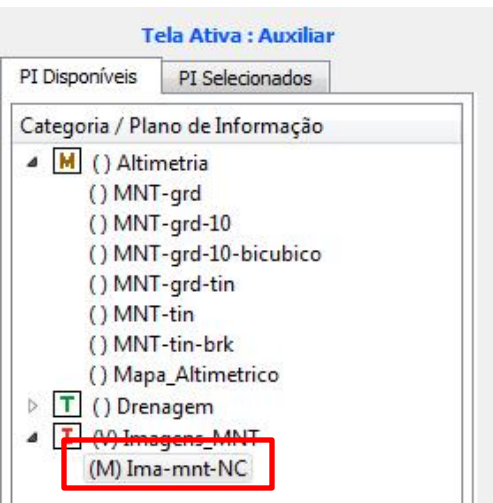 Tela Ativa : Auxiliar
PI Disponíveis PI Selecionados
Categoria / Plano de Informação
M ( ) Altimetria
( ) MNT-grd
( ) MNT-grd-10
( ) MNT-grd-10-bicubico
( ) MNT-grd-tin
( ) MNT-tin
( ) MNT-tin-brk
( ) Mapa_Altimetrico
T ( ) Drenagem
I (V) Imagens_MNT
(M) Ima-mnt-NC